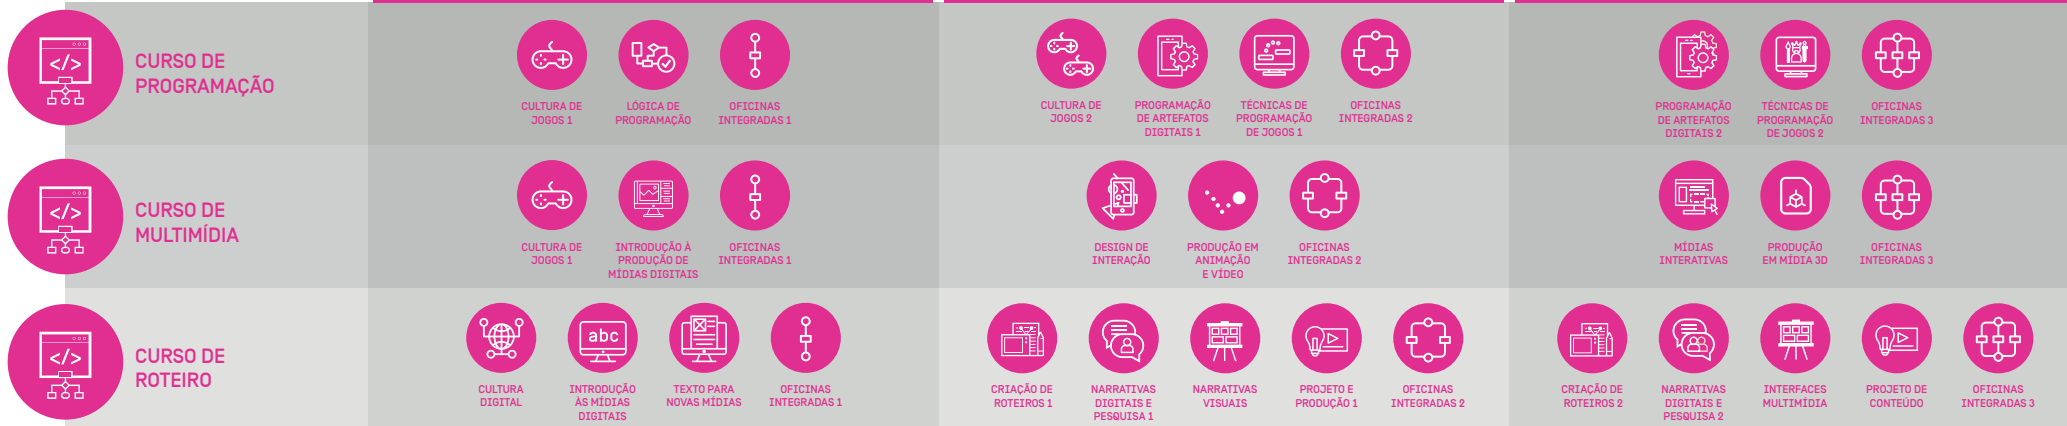 CURSO DE
PROGRAMAÇÃO
CULTURA DE
JOGOS 1
LÓGICA DE
PROGRAMAÇÃO
OFICINAS
INTEGRADAS 1
CULTURA DE
JOGOS 2
PROGRAMAÇÃO
DE ARTEFATOS
DIGITAIS 1
TÉCNICAS DE
PROGRAMAÇÃO
DE JOGOS 1
OFICINAS
INTEGRADAS 2
PROGRAMAÇÃO
DE ARTEFATOS
DIGITAIS 2
TÉCNICAS DE
PROGRAMAÇÃO
DE JOGOS 2
OFICINAS
INTEGRADAS 3
CURSO DE
MULTIMÍDIA
CULTURA DE
JOGOS 1
INTRODUÇÃO À
PRODUÇÃO DE
MÍDIAS DIGITAIS
OFICINAS
INTEGRADAS 1
DESIGN DE
INTERAÇÃO
PRODUÇÃO EM
ANIMAÇÃO
E VÍDEO
OFICINAS
INTEGRADAS 2
MÍDIAS
INTERATIVAS
PRODUÇÃO
EM MÍDIA 3D
OFICINAS
INTEGRADAS 3
CURSO DE
ROTEIRO
CULTURA
DIGITAL
abc
INTRODUÇÃO
ÀS MÍDIAS
DIGITAIS
TEXTO PARA
NOVAS MÍDIAS
OFICINAS
INTEGRADAS 1
CRIAÇÃO DE
ROTEIROS 1
NARRATIVAS
DIGITAIS E
PESQUISA 1
NARRATIVAS
VISUAIS
PROJETO E
PRODUÇÃO 1
OFICINAS
INTEGRADAS 2
CRIAÇÃO DE
ROTEIROS 2
NARRATIVAS
DIGITAIS E
PESQUISA 2
INTERFACES
MULTIMÍDIA
PROJETO DE
CONTEÚDO
OFICINAS
INTEGRADAS 3